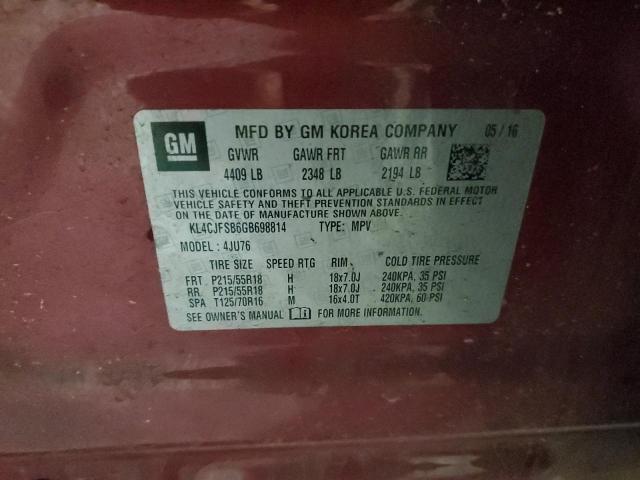 GM MFD BY GM KOREA COMPANY 05/16
GVWR GAWR FRT GAWR RR
4409 LB 2348 LB 2194 LB
THIS VEHICLE CONFORMS TO ALL APPLICABLE U.S. FEDERAL MOTOR
VEHICLE SAFETY AND THEFT PREVENTION STANDARDS IN EFFECT
ON THE DATE OF MANUFACTURE SHOWN ABOVE.
KL4CJFSB6GB698814 TYPE: MPV
MODEL: 4JU76
TIRE SIZE SPEED RTG RIM COLD TIRE PRESSURE
FRT P215/55R18 H 18x7.0J 240KPA, 35 PSI
RR P215/55R18 H 18x7.0J 240KPA, 35 PSI
SPA T125/70R16 M 16x4.0T 420KPA, 60 PSI
SEE OWNER'S MANUAL FOR MORE INFORMATION.